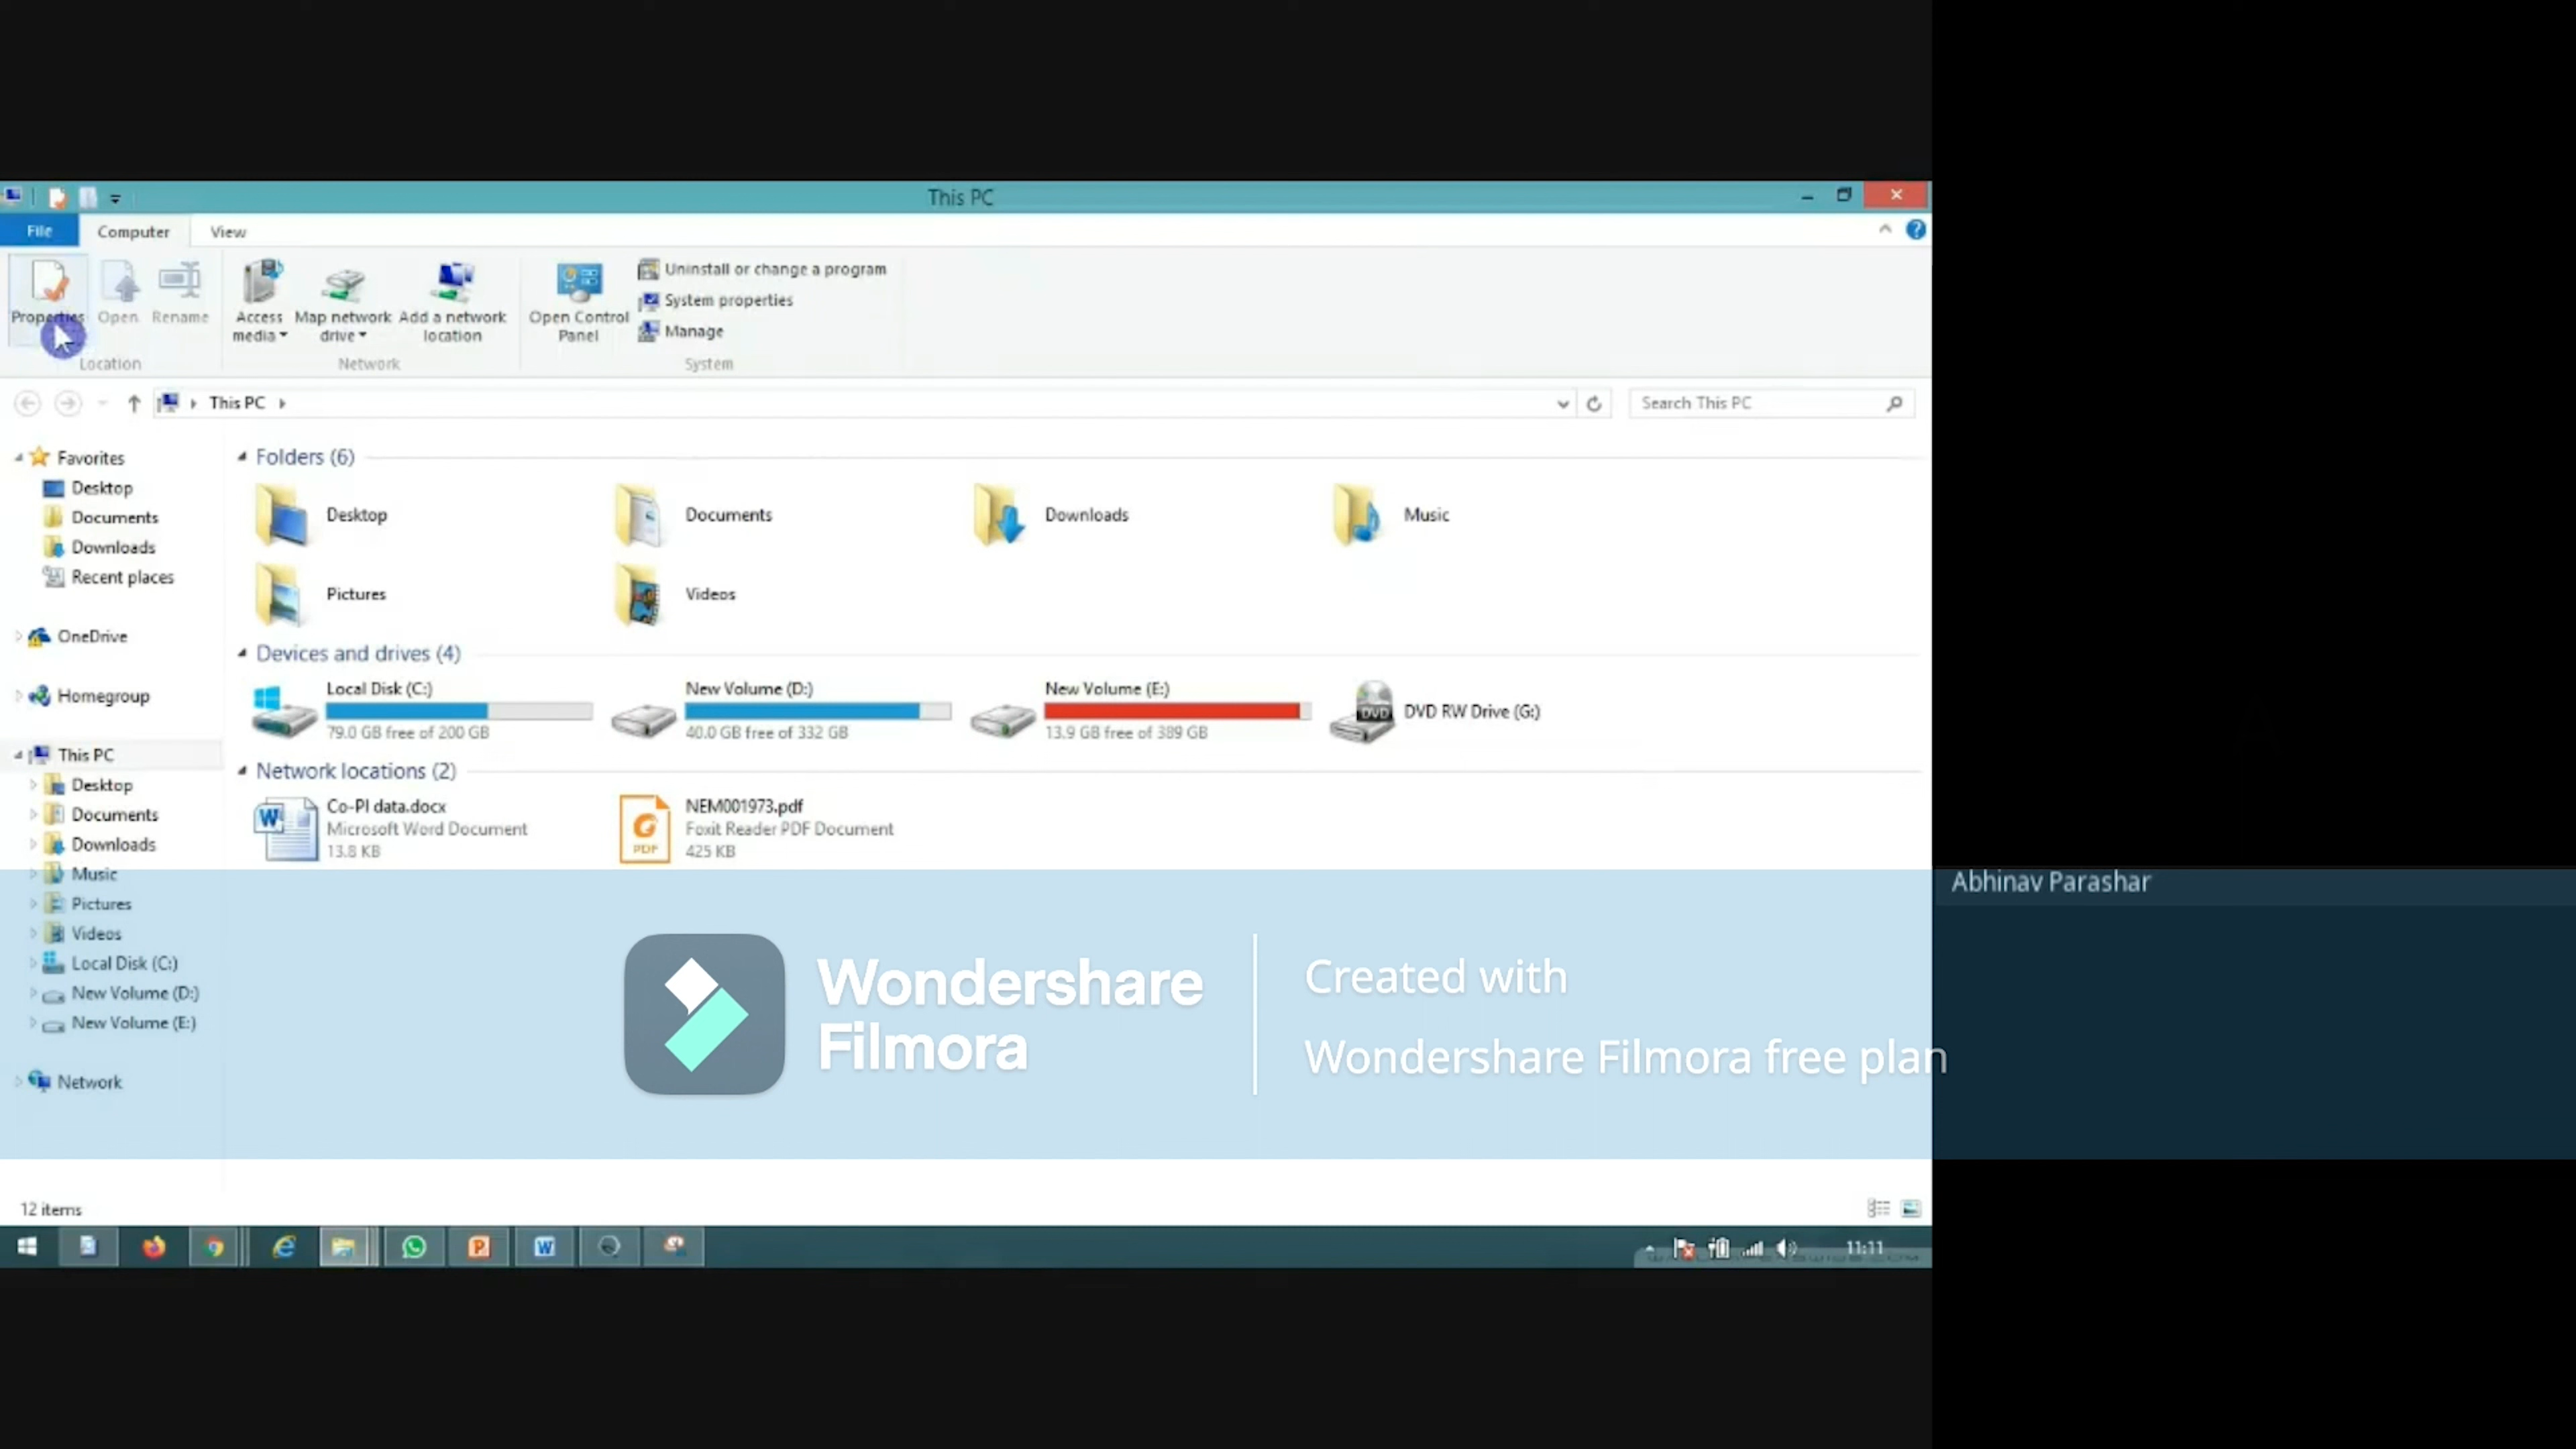 This PC
File
Computer
View
Properties
Open
Rename
Access media
Map network drive
Add a network location
Open Control Panel
Uninstall or change a program
System properties
Manage
Location
Network
System
This PC
Search This PC
Favorites
Desktop
Documents
Downloads
Recent places
OneDrive
Homegroup
This PC
Desktop
Documents
Downloads
Music
Pictures
Videos
Local Disk (C:)
New Volume (D:)
New Volume (E:)
Network
Folders (6)
Desktop
Documents
Downloads
Music
Pictures
Videos
Devices and drives (4)
Local Disk (C:)
79.0 GB free of 200 GB
New Volume (D:)
40.0 GB free of 332 GB
New Volume (E:)
13.9 GB free of 389 GB
DVD
DVD RW Drive (G:)
Network locations (2)
Co-PI data.docx
Microsoft Word Document
13.8 KB
PDF
NEM001973.pdf
Foxit Reader PDF Document
425 KB
Abhinav Parashar
Wondershare
Filmora
Created with
Wondershare Filmora free plan
12 items
11:11